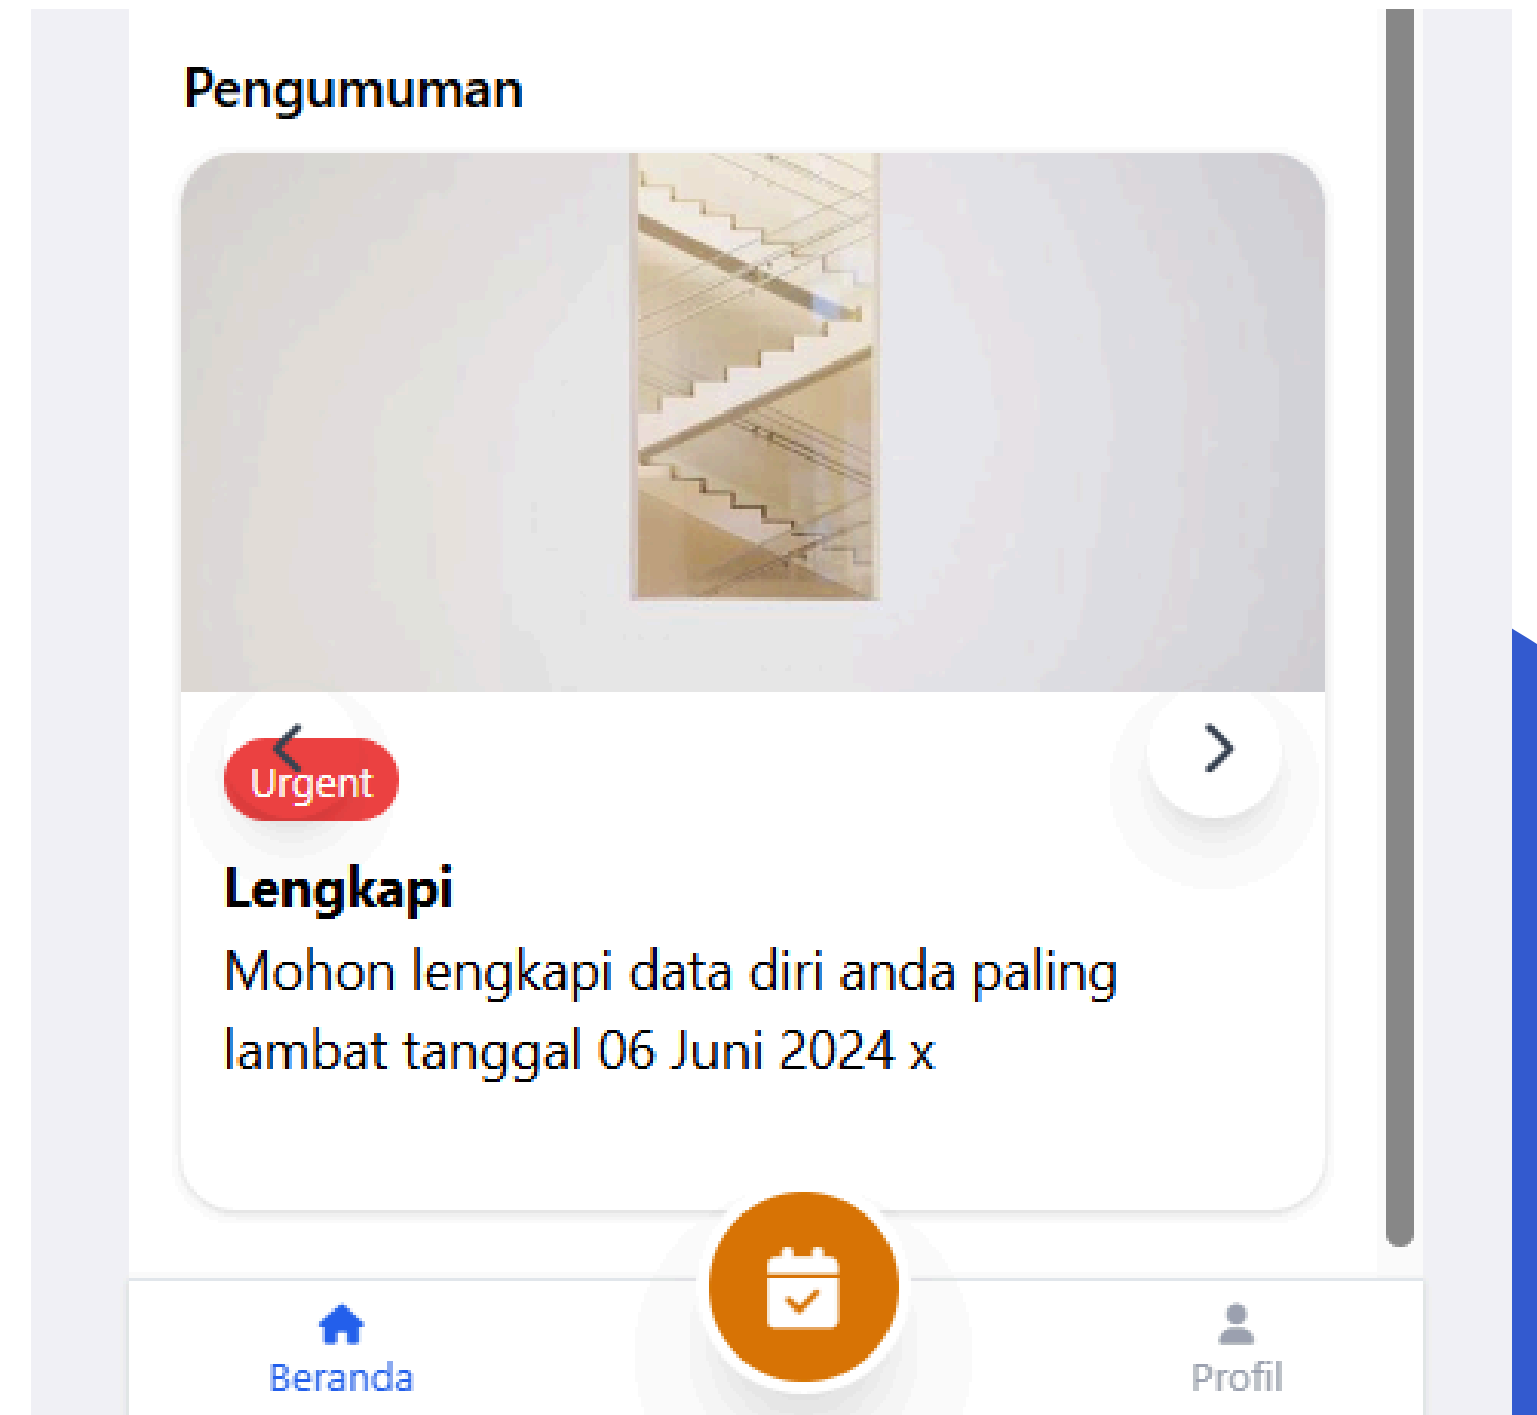 Pengumuman
Urgent
Lengkapi
Mohon lengkapi data diri anda paling
lambat tanggal 06 Juni 2024 x
Beranda
Profil